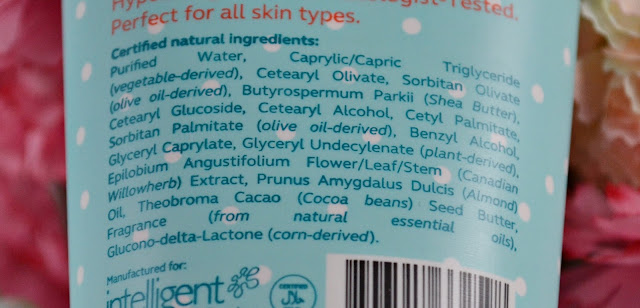 Tested.
Perfect for all skin types.
Certified natural ingredients:
Purified Water, Caprylic/Capric Triglyceride
(vegetable-derived), Cetearyl Olivate, Sorbitan Olivate
(olive oil-derived), Butyrospermum Parkii (Shea Butter),
Cetearyl Glucoside, Cetearyl Alcohol, Cetyl Palmitate,
Sorbitan Palmitate (olive oil-derived), Benzyl Alcohol,
Glyceryl Caprylate, Glyceryl Undecylenate (plant-derived),
Epilobium Angustifolium Flower/Leaf/Stem (Canadian
Willowherb) Extract, Prunus Amygdalus Dulcis (Almond)
Oil, Theobroma Cacao (Cocoa beans) Seed Butter,
Fragrance (from natural essential oils),
Glucono-delta-Lactone (corn-derived).
Manufactured for:
intelligent